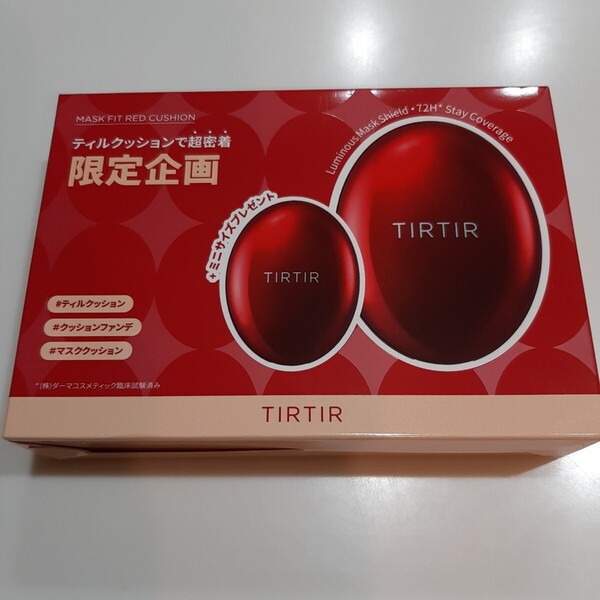 MASK FIT RED CUSHION
ティルクッションで超密着
限定企画
Luminous Mask Shield • 72H* Stay Coverage
TIRTIR
+ミニサイズプレゼント
TIRTIR
#ティルクッション
#クッションファンデ
#マスククッション
*(株)ダーマコスメティック臨床試験済み
TIRTIR